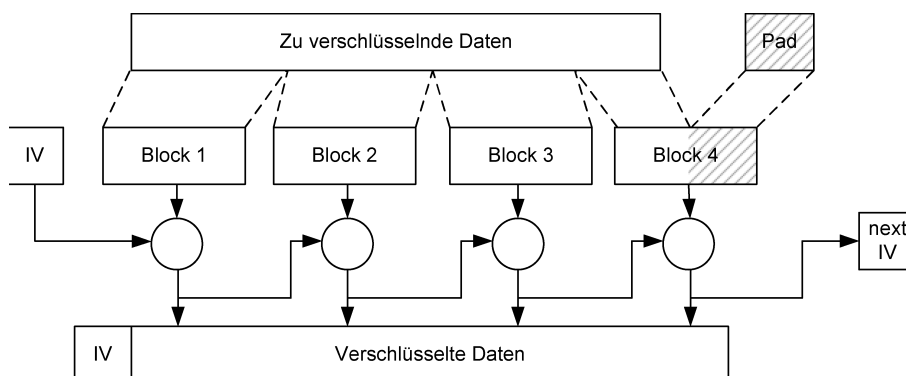 Zu verschlüsselnde Daten
Pad
IV
Block 1
Block 2
Block 3
Block 4
next
IV
IV
Verschlüsselte Daten